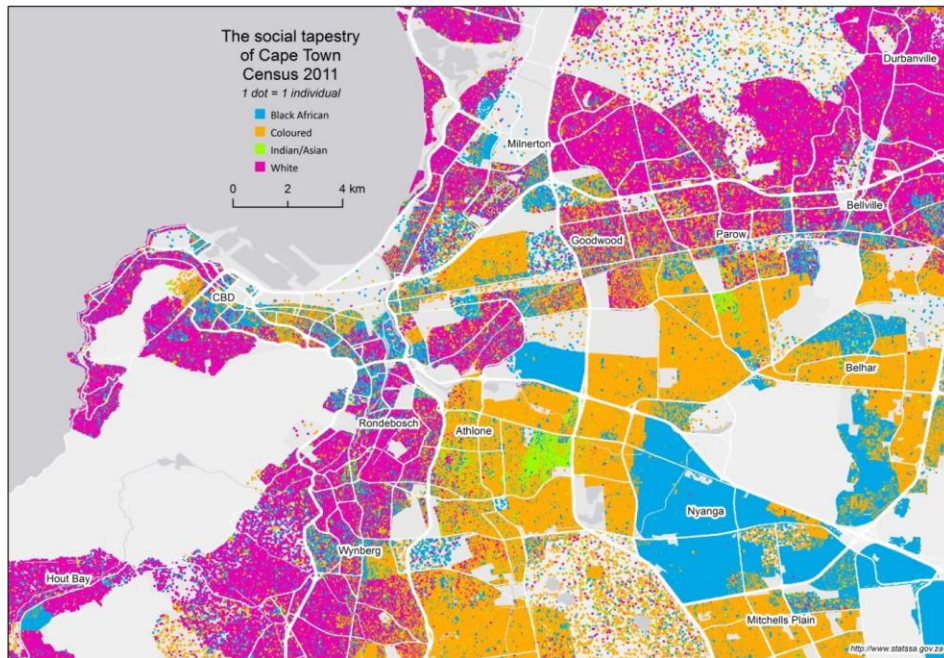 The social tapestry
of Cape Town
Census 2011
1 dot = 1 individual
Black African
Coloured
Indian/Asian
White
0 2 4 km
Durbanville
Milnerton
Bellville
Goodwood
Parow
CBD
Belhar
Rondebosch
Athlone
Nyanga
Wynberg
Hout Bay
Mitchells Plain
http://www.statssa.gov.za